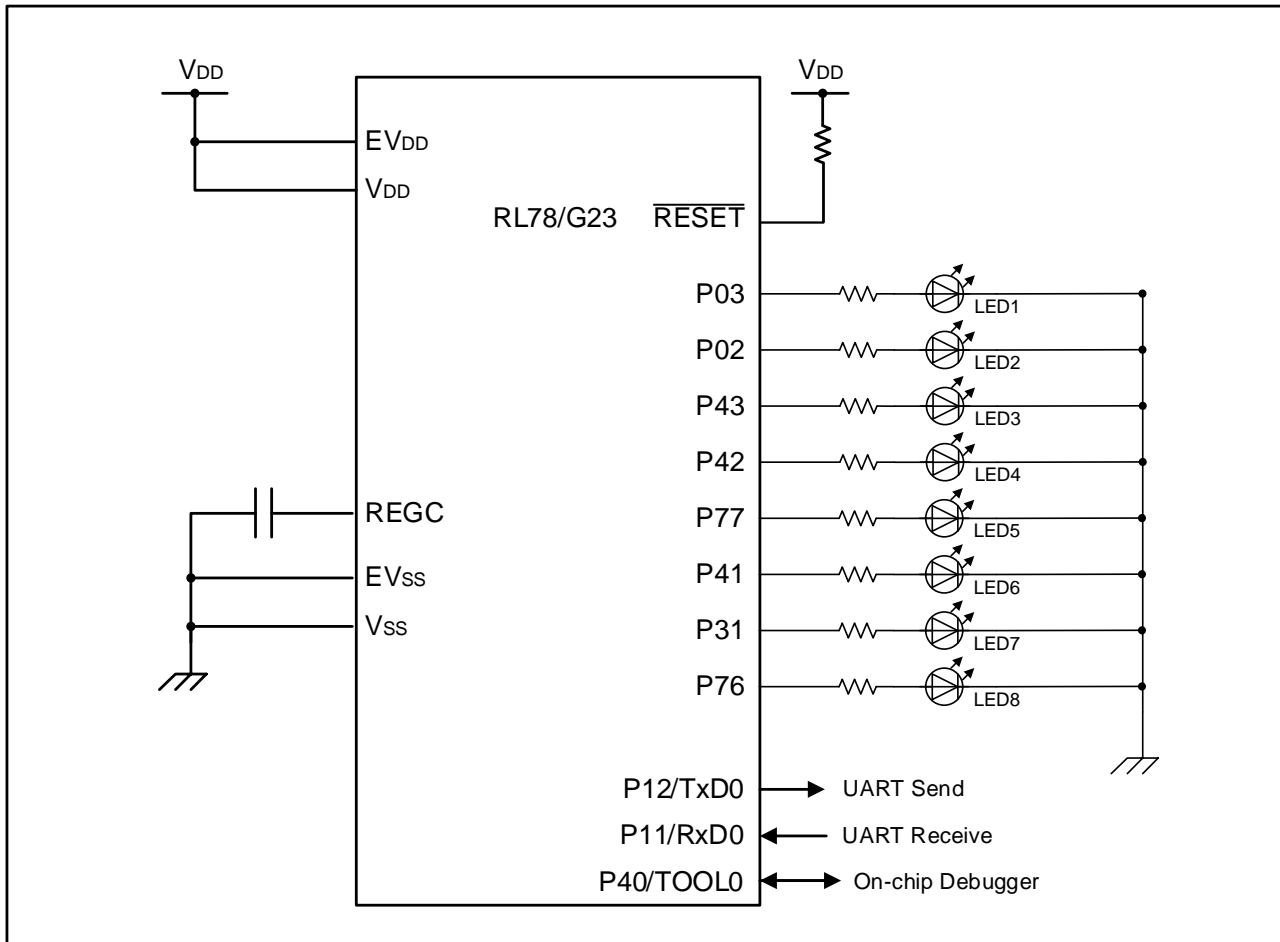 VDD
VDD
EVDD
VDD
RL78/G23
RESET
P03
LED1
P02
LED2
P43
LED3
P42
LED4
P77
LED5
REGC
P41
LED6
EVSS
P31
LED7
VSS
P76
LED8
P12/TxD0
UART Send
P11/RxD0
UART Receive
P40/TOOL0
On-chip Debugger